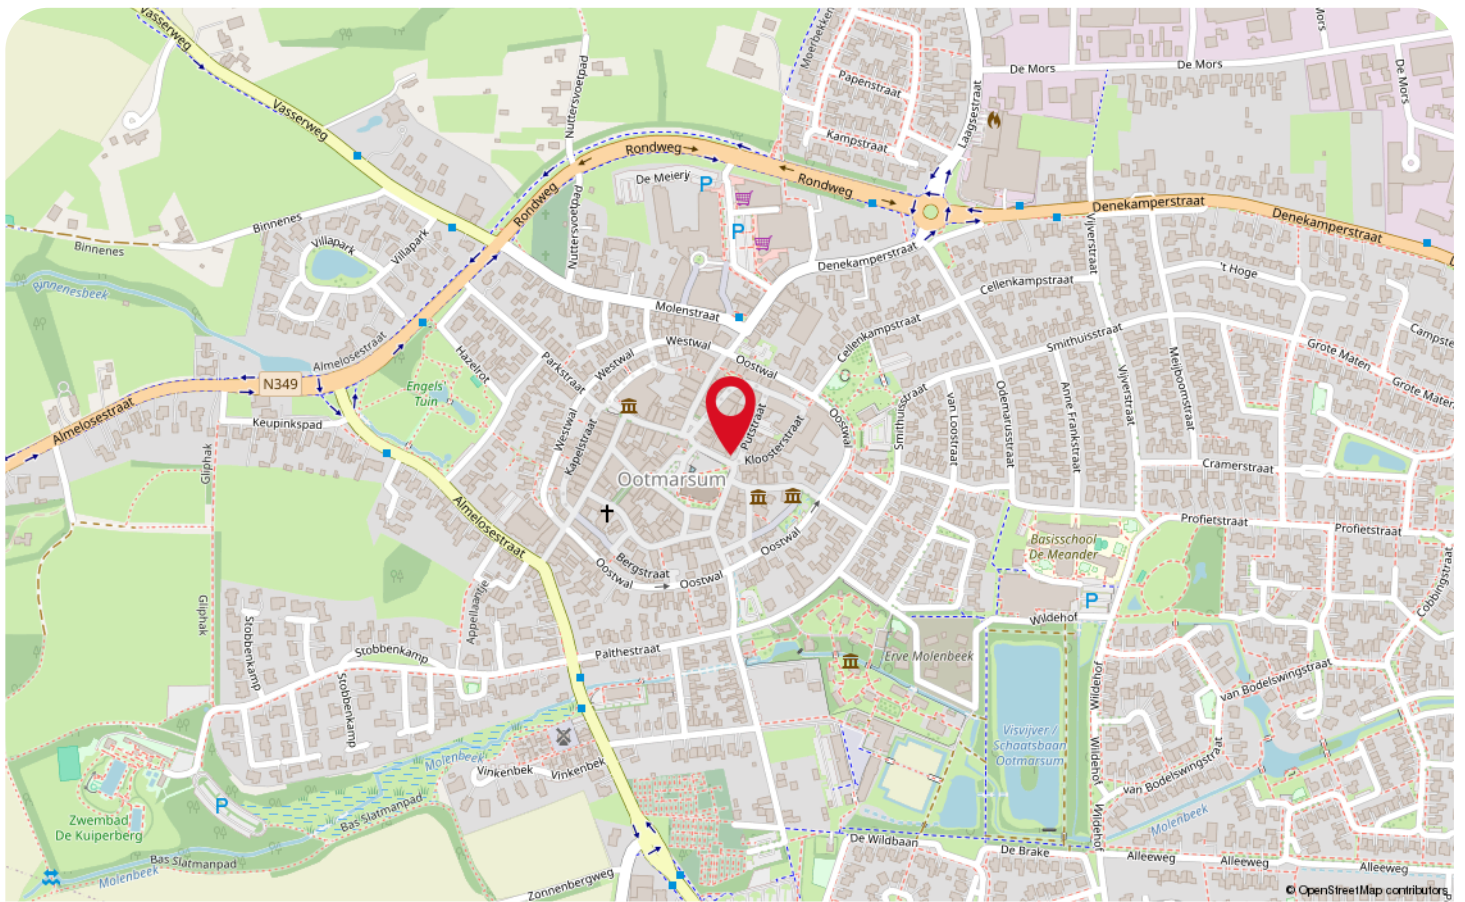 Vasserweg
Moerbekken
Mors
De Mors
De Mors
De Mors
Papenstraat
Nuttersvoetpad
Laagsestraat
Vasserweg
Kampstraat
Rondweg
De Meierij
P
Rondweg
Rondweg
Denekamperstraat
Denekamperstraat
Nuttersvoetpad
Binnenes
Villapark
Villapark
Binnenes
P
Vijverstraat
Denekamperstraat
't Hoge
Cellenkampstraat
Binnenesbeek
Molenstraat
Cellenkampstraat
Smithuisstraat
Campste
Almelosestraat
Westwal
Oostwal
Grote Maten
Hazelrot
Parkstraat
Westwal
Meijboomstraat
N349
Engels'
Tuin
Vijverstraat
Anne Frankstraat
Odemarusstraat
van Loostraat
Grote Maten
Smithuisstraat
Almelosestraat
Keupinkspad
Westwal
Kapelstraat
Putstraat
Kloosterstraat
Oostwal
Gliphak
Cramerstraat
Ootmarsum
Almelosestraat
Profietstraat
Profietstraat
Basisschool
De Meander
Oostwal
Bergstraat
Oostwal
Oostwal
Cobbingstraat
P
Gliphak
Appellaantje
Wildehof
Stobbenkamp
Stobbenkamp
Palthestraat
Erve Molenbeek
Wildehof
van Bodelswingstraat
Stobbenkamp
Visvijver /
Schaatsbaan
Ootmarsum
Wildehof
van Bodelswingstraat
Molenbeek
Vinkenbek
Vinkenbek
P
Zwembad
De Kuiperberg
Bas Slatmanpad
Molenbeek
Wildehof
De Wildbaan
De Brake
Alleeweg
Alleeweg
Alleeweg
Bas Slatmanpad
Molenbeek
Zonnenbergweg
© OpenStreetMap contributors